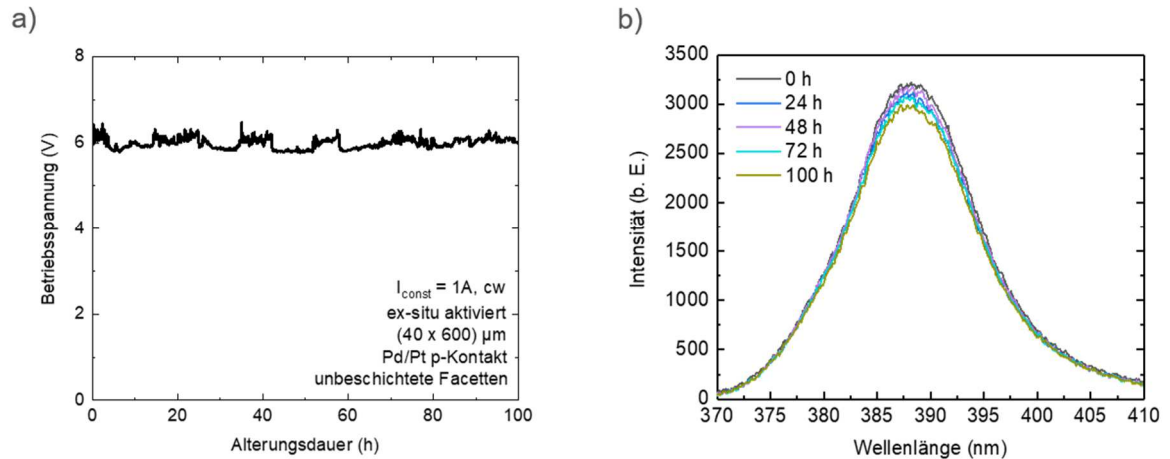 a)
8
6
4
2
0
Betriebsspannung (V)
I_const = 1A, cw
ex-situ aktiviert
(40 x 600) µm
Pd/Pt p-Kontakt
unbeschichtete Facetten
0 20 40 60 80 100
Alterungsdauer (h)
b)
3500
3000
2500
2000
1500
1000
500
0
Intensität (b. E.)
0 h
24 h
48 h
72 h
100 h
370 375 380 385 390 395 400 405 410
Wellenlänge (nm)